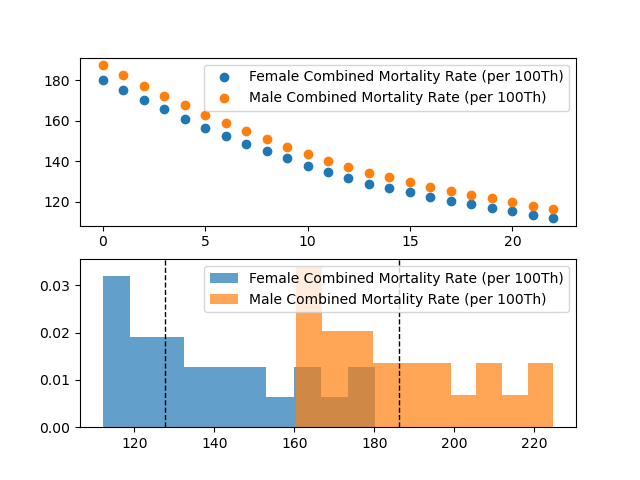 180
160
140
120
Female Combined Mortality Rate (per 100Th)
Male Combined Mortality Rate (per 100Th)
0 5 10 15 20
0.03
0.02
0.01
0.00
Female Combined Mortality Rate (per 100Th)
Male Combined Mortality Rate (per 100Th)
120 140 160 180 200 220